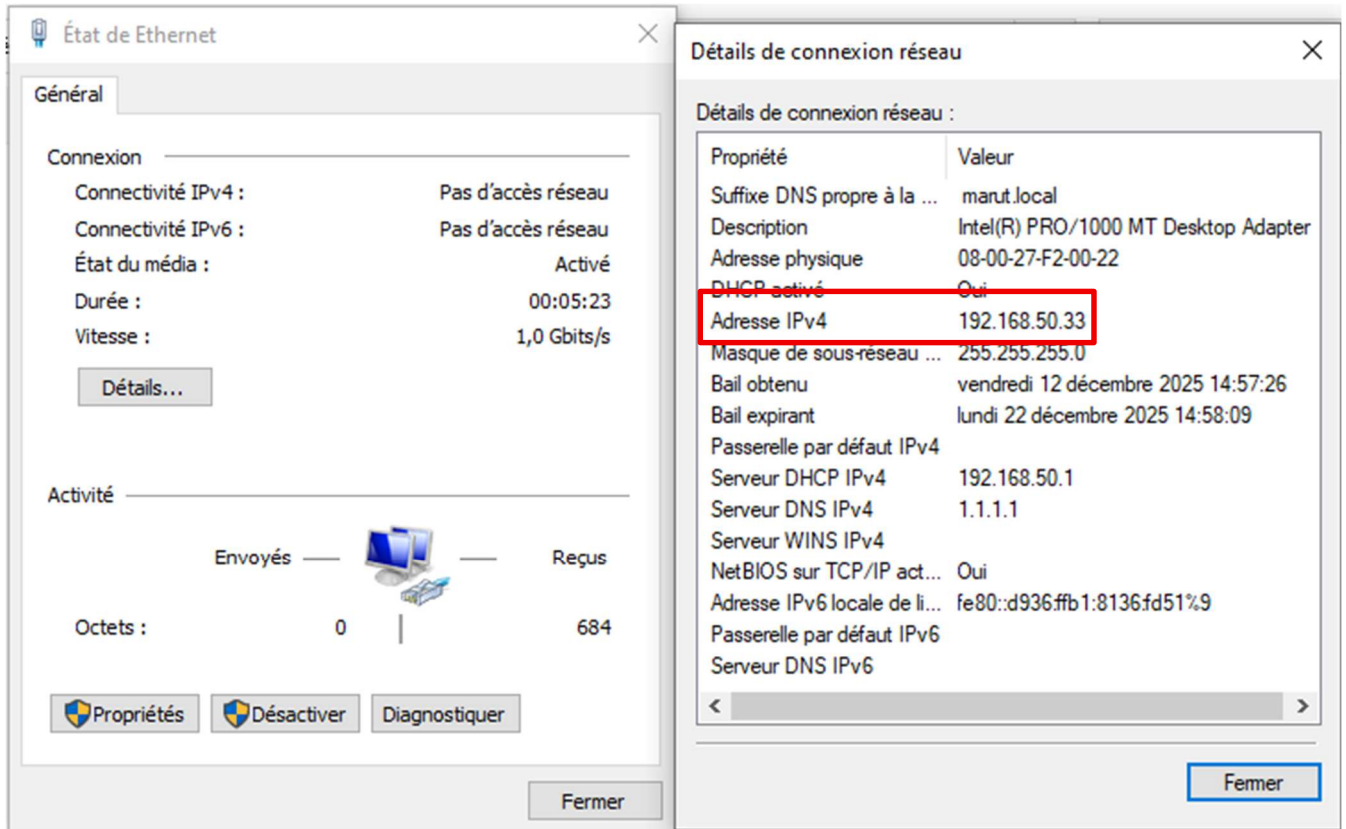 État de Ethernet
Général
Connexion
Connectivité IPv4 : Pas d'accès réseau
Connectivité IPv6 : Pas d'accès réseau
État du média : Activé
Durée : 00:05:23
Vitesse : 1,0 Gbits/s
Détails...
Activité
Envoyés Reçus
Octets : 0 684
Propriétés Désactiver Diagnostiquer
Fermer
Détails de connexion réseau
Détails de connexion réseau :
Propriété Valeur
Suffixe DNS propre à la ... marut.local
Description Intel(R) PRO/1000 MT Desktop Adapter
Adresse physique 08-00-27-F2-00-22
DHCP activé Oui
Adresse IPv4 192.168.50.33
Masque de sous-réseau ... 255.255.255.0
Bail obtenu vendredi 12 décembre 2025 14:57:26
Bail expirant lundi 22 décembre 2025 14:58:09
Passerelle par défaut IPv4
Serveur DHCP IPv4 192.168.50.1
Serveur DNS IPv4 1.1.1.1
Serveur WINS IPv4
NetBIOS sur TCP/IP act... Oui
Adresse IPv6 locale de li... fe80::d936:ffb1:8136:fd51%9
Passerelle par défaut IPv6
Serveur DNS IPv6
Fermer